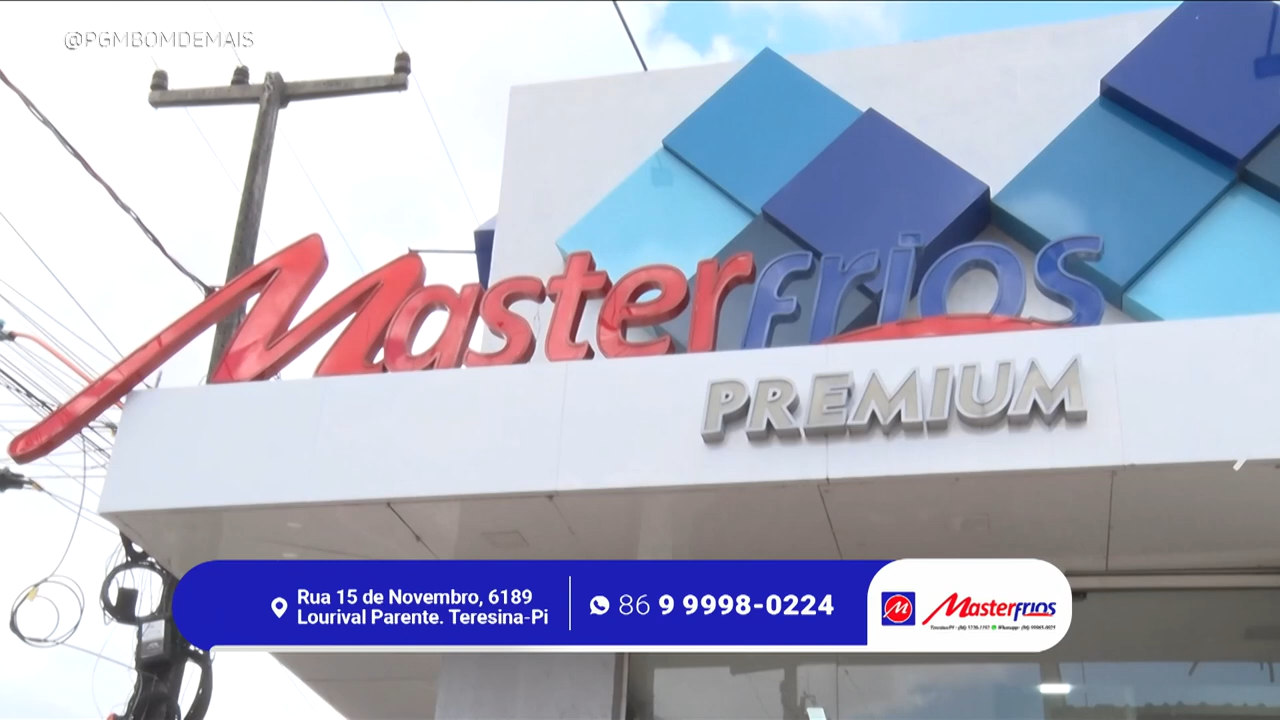 @PGMBOMDEMAIS
Masterfrios
PREMIUM
Rua 15 de Novembro, 6189
Lourival Parente. Teresina-Pi
86 9 9998-0224
Masterfrios